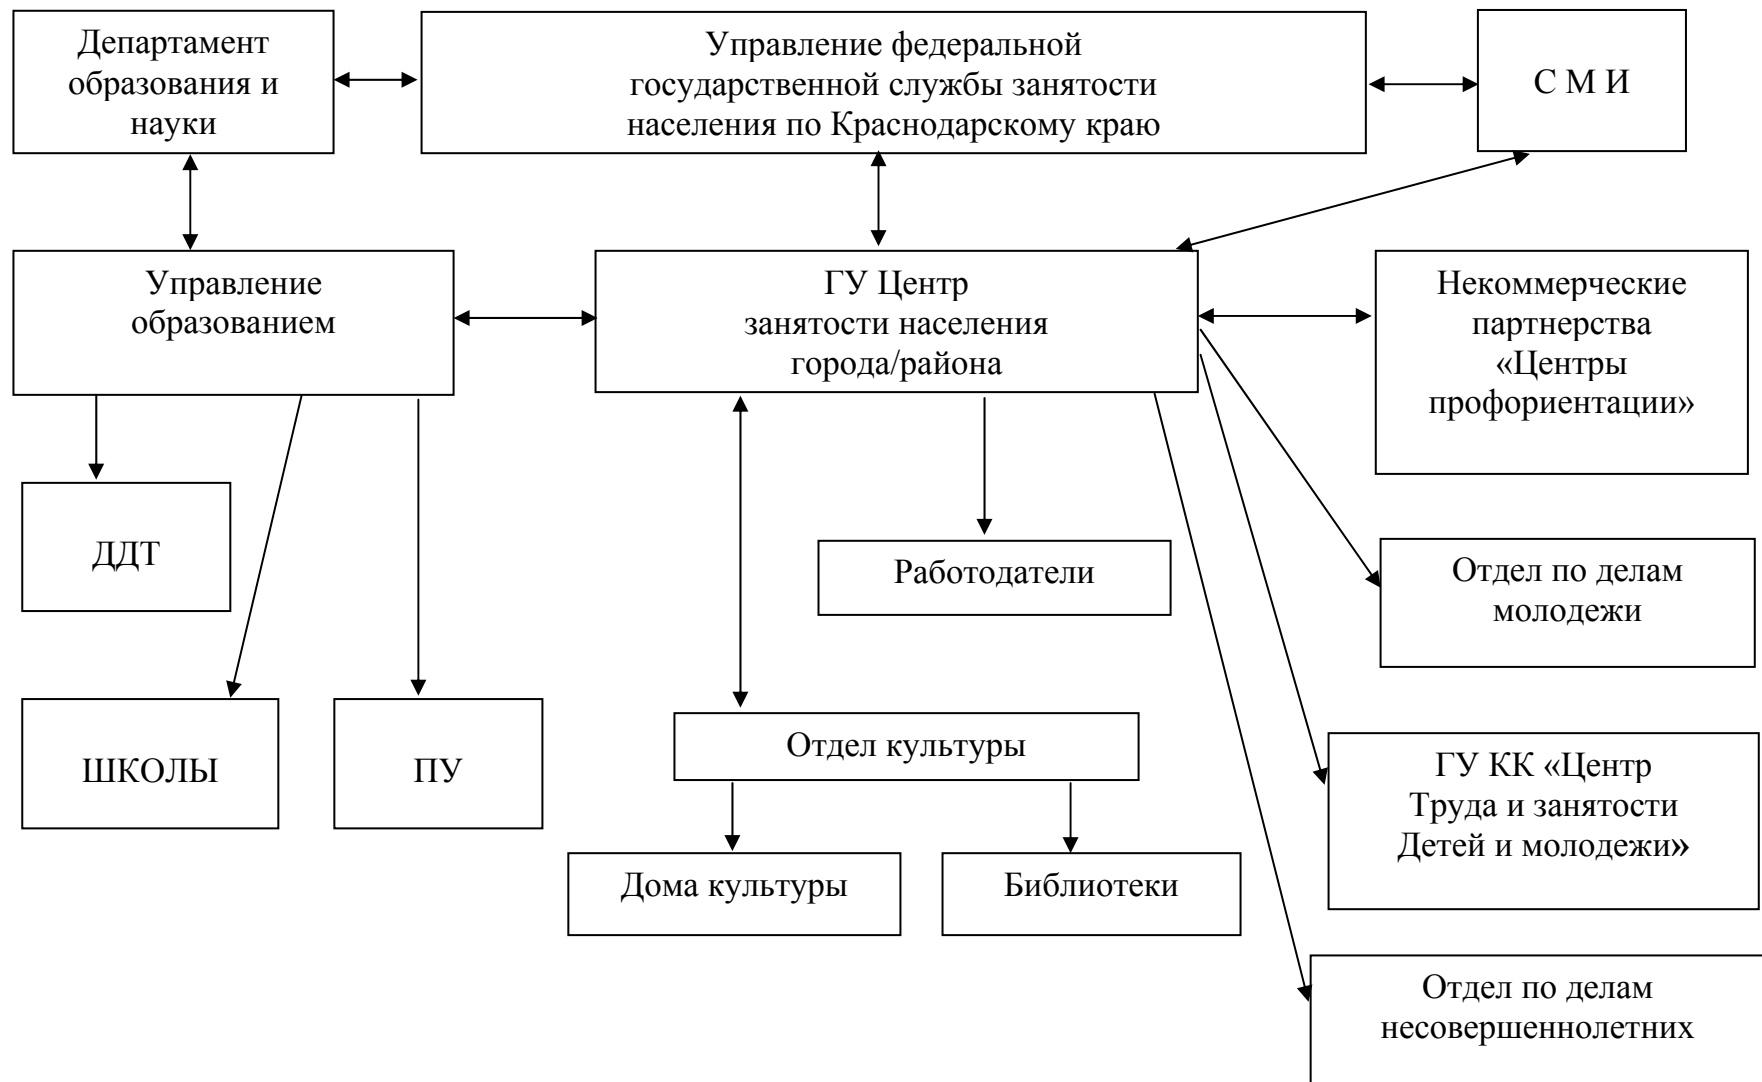 Департамент
образования и
науки
Управление федеральной
государственной службы занятости
населения по Краснодарскому краю
С М И
Управление
образованием
ГУ Центр
занятости населения
города/района
Некоммерческие
партнерства
«Центры
профориентации»
ДДТ
Работодатели
Отдел по делам
молодежи
ШКОЛЫ
ПУ
Отдел культуры
ГУ КК «Центр
Труда и занятости
Детей и молодежи»
Дома культуры
Библиотеки
Отдел по делам
несовершеннолетних